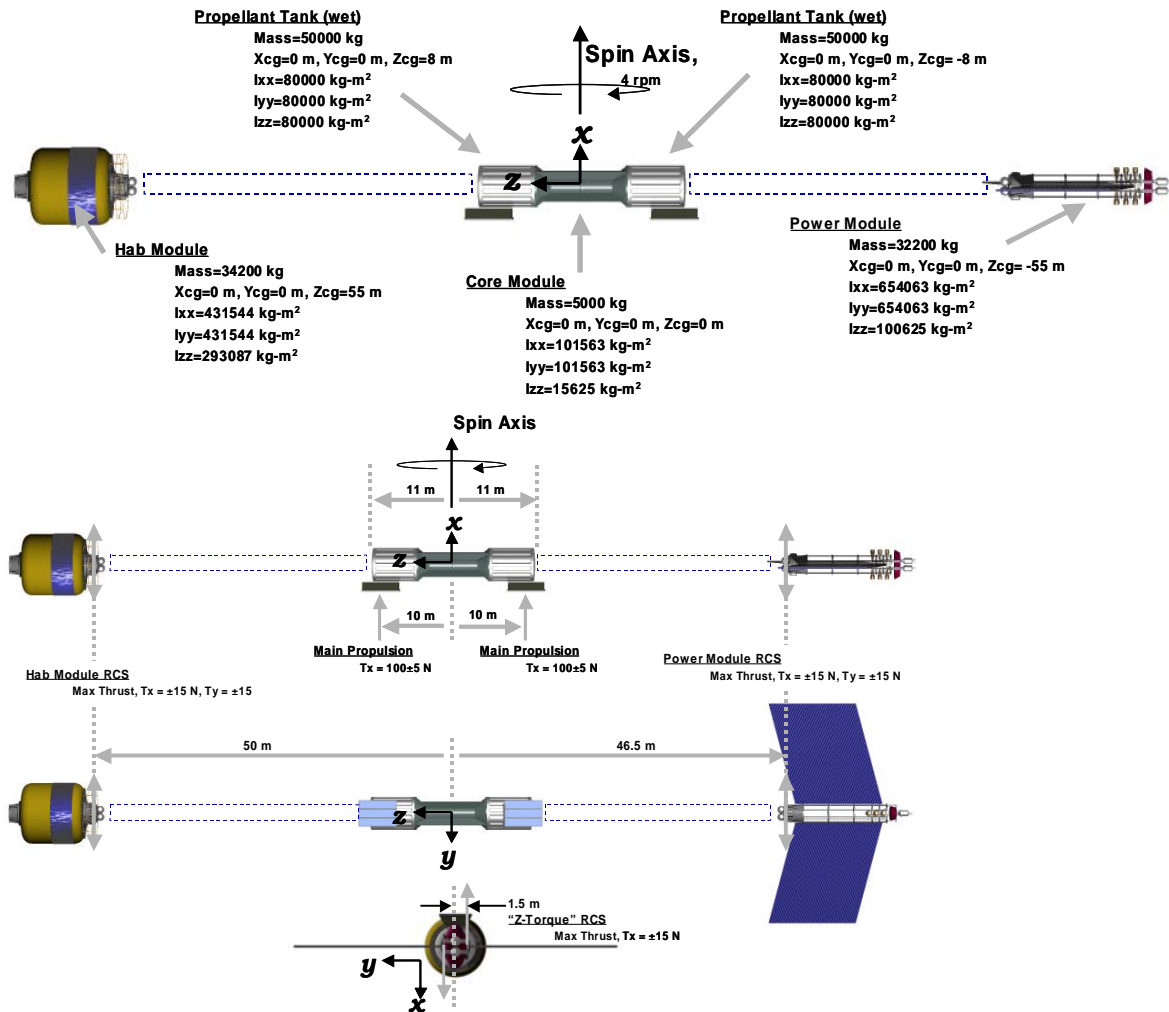 Propellant Tank (wet)
Mass=50000 kg
Xcg=0 m, Ycg=0 m, Zcg=8 m
Ixx=80000 kg-m²
Iyy=80000 kg-m²
Izz=80000 kg-m²
Propellant Tank (wet)
Mass=50000 kg
Xcg=0 m, Ycg=0 m, Zcg= -8 m
Ixx=80000 kg-m²
Iyy=80000 kg-m²
Izz=80000 kg-m²
Spin Axis,
4 rpm
x
z
Hab Module
Mass=34200 kg
Xcg=0 m, Ycg=0 m, Zcg=55 m
Ixx=431544 kg-m²
Iyy=431544 kg-m²
Izz=293087 kg-m²
Core Module
Mass=5000 kg
Xcg=0 m, Ycg=0 m, Zcg=0 m
Ixx=101563 kg-m²
Iyy=101563 kg-m²
Izz=15625 kg-m²
Power Module
Mass=32200 kg
Xcg=0 m, Ycg=0 m, Zcg= -55 m
Ixx=654063 kg-m²
Iyy=654063 kg-m²
Izz=100625 kg-m²
Spin Axis
11 m
11 m
x
z
10 m
10 m
Main Propulsion
Tx = 100±5 N
Main Propulsion
Tx = 100±5 N
Hab Module RCS
Max Thrust, Tx = ±15 N, Ty = ±15
Power Module RCS
Max Thrust, Tx = ±15 N, Ty = ±15 N
50 m
46.5 m
z
y
1.5 m
“Z-Torque” RCS
Max Thrust, Tx = ±15 N
y
x